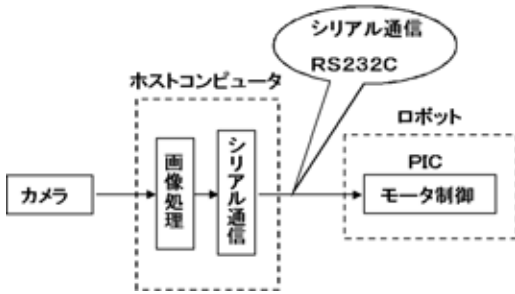 シリアル通信
RS232C
ホストコンピュータ
ロボット
カメラ
画像処理
シリアル通信
PIC
モータ制御